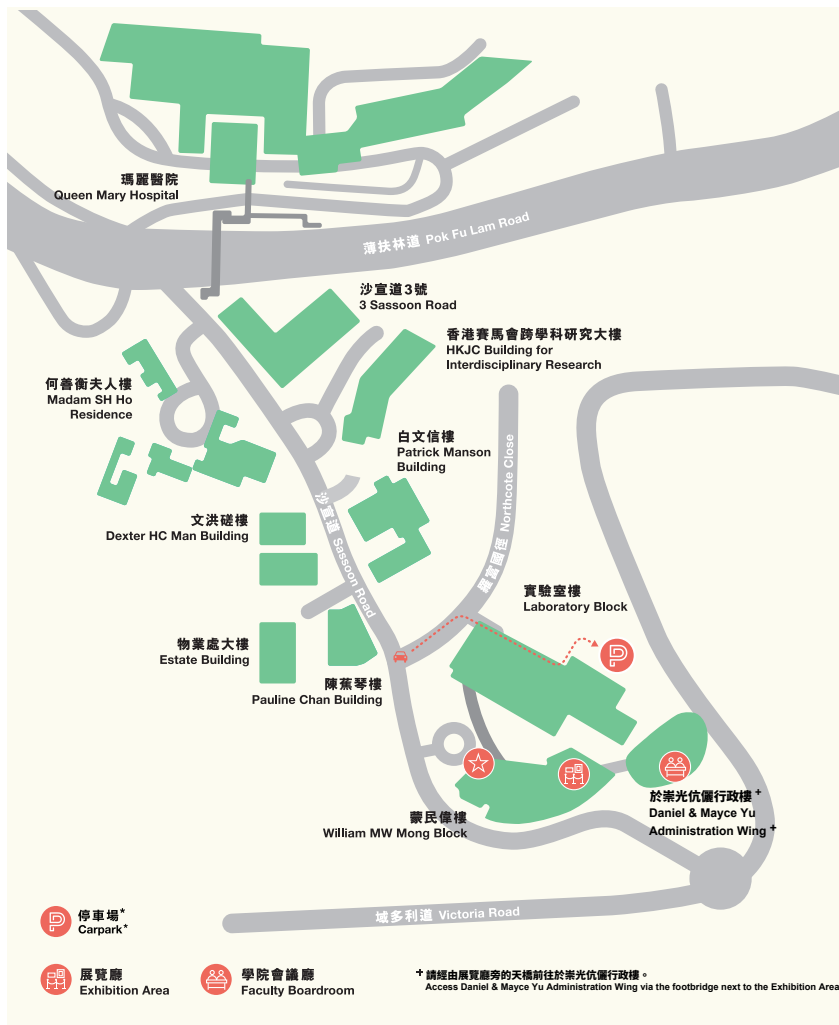 瑪麗醫院
Queen Mary Hospital
薄扶林道 Pok Fu Lam Road
沙宣道3號
3 Sassoon Road
香港賽馬會跨學科研究大樓
HKJC Building for
Interdisciplinary Research
何善衡夫人樓
Madam SH Ho
Residence
白文信樓
Patrick Manson
Building
羅富國徑 Northcote Close
文洪磋樓
Dexter HC Man Building
沙宣道 Sassoon Road
實驗室樓
Laboratory Block
物業處大樓
Estate Building
陳蕉琴樓
Pauline Chan Building
於崇光伉儷行政樓+
Daniel & Mayce Yu
Administration Wing +
蒙民偉樓
William MW Mong Block
域多利道 Victoria Road
停車場*
Carpark*
展覽廳
Exhibition Area
學院會議廳
Faculty Boardroom
+ 請經由展覽廳旁的天橋前往於崇光伉儷行政樓。
Access Daniel & Mayce Yu Administration Wing via the footbridge next to the Exhibition Area